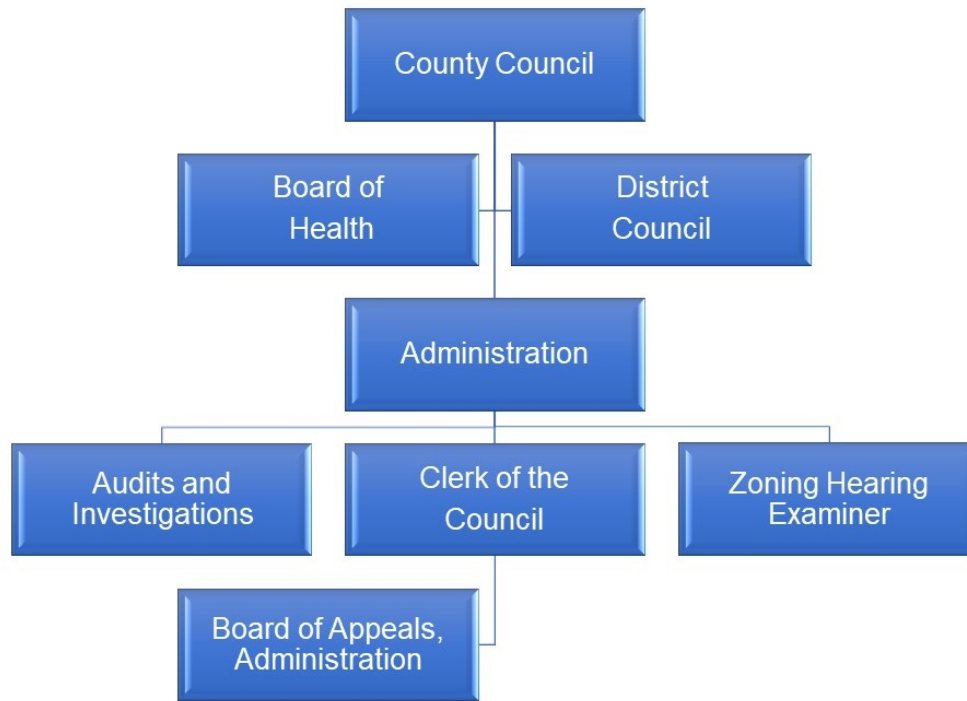 County Council
Board of
Health
District
Council
Administration
Audits and
Investigations
Clerk of the
Council
Zoning Hearing
Examiner
Board of Appeals,
Administration